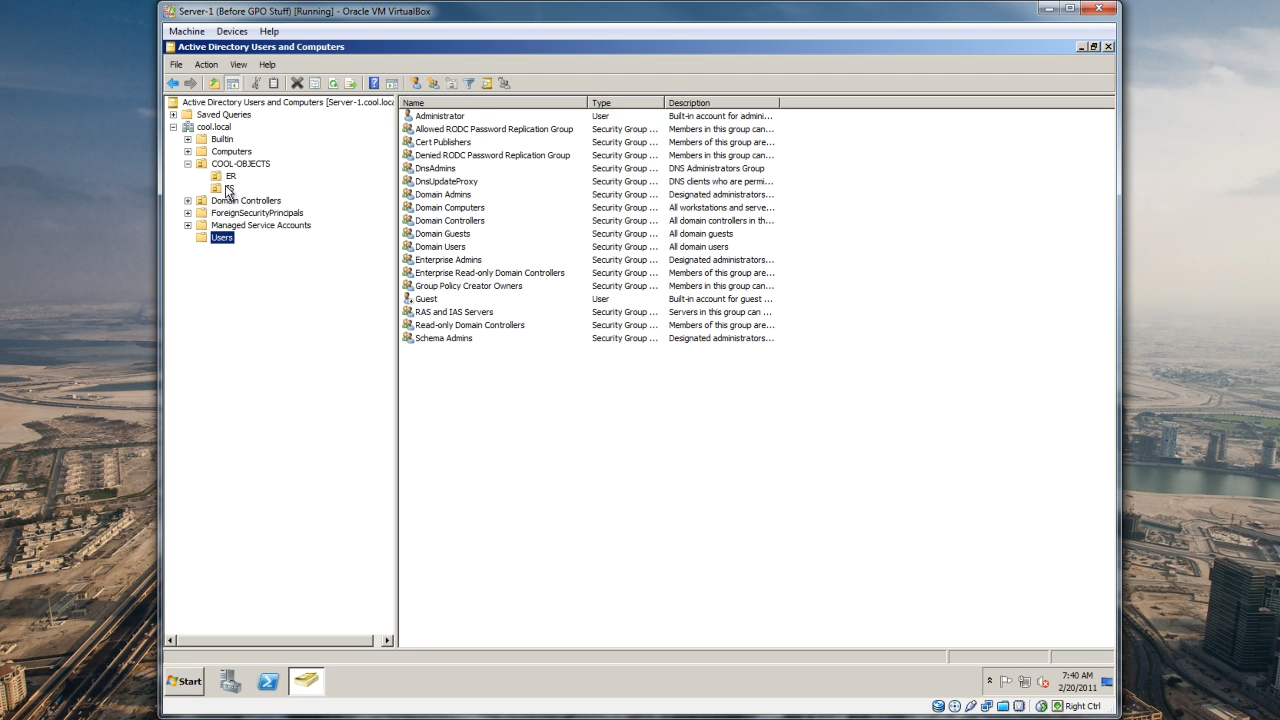 Server-1 (Before GPO Stuff) [Running] - Oracle VM VirtualBox
Machine Devices Help
Active Directory Users and Computers
File Action View Help
Active Directory Users and Computers [Server-1.cool.loca
Saved Queries
cool.local
Builtin
Computers
COOL-OBJECTS
ER
Domain Controllers
ForeignSecurityPrincipals
Managed Service Accounts
Users
Name Type Description
Administrator User Built-in account for admini...
Allowed RODC Password Replication Group Security Group ... Members in this group can...
Cert Publishers Security Group ... Members of this group are...
Denied RODC Password Replication Group Security Group ... Members in this group can...
DnsAdmins Security Group ... DNS Administrators Group
DnsUpdateProxy Security Group ... DNS clients who are permi...
Domain Admins Security Group ... Designated administrators...
Domain Computers Security Group ... All workstations and serve...
Domain Controllers Security Group ... All domain controllers in th...
Domain Guests Security Group ... All domain guests
Domain Users Security Group ... All domain users
Enterprise Admins Security Group ... Designated administrators...
Enterprise Read-only Domain Controllers Security Group ... Members of this group are...
Group Policy Creator Owners Security Group ... Members in this group can...
Guest User Built-in account for guest ...
RAS and IAS Servers Security Group ... Servers in this group can ...
Read-only Domain Controllers Security Group ... Members of this group are...
Schema Admins Security Group ... Designated administrators...
Start
7:40 AM
2/20/2011
Right Ctrl